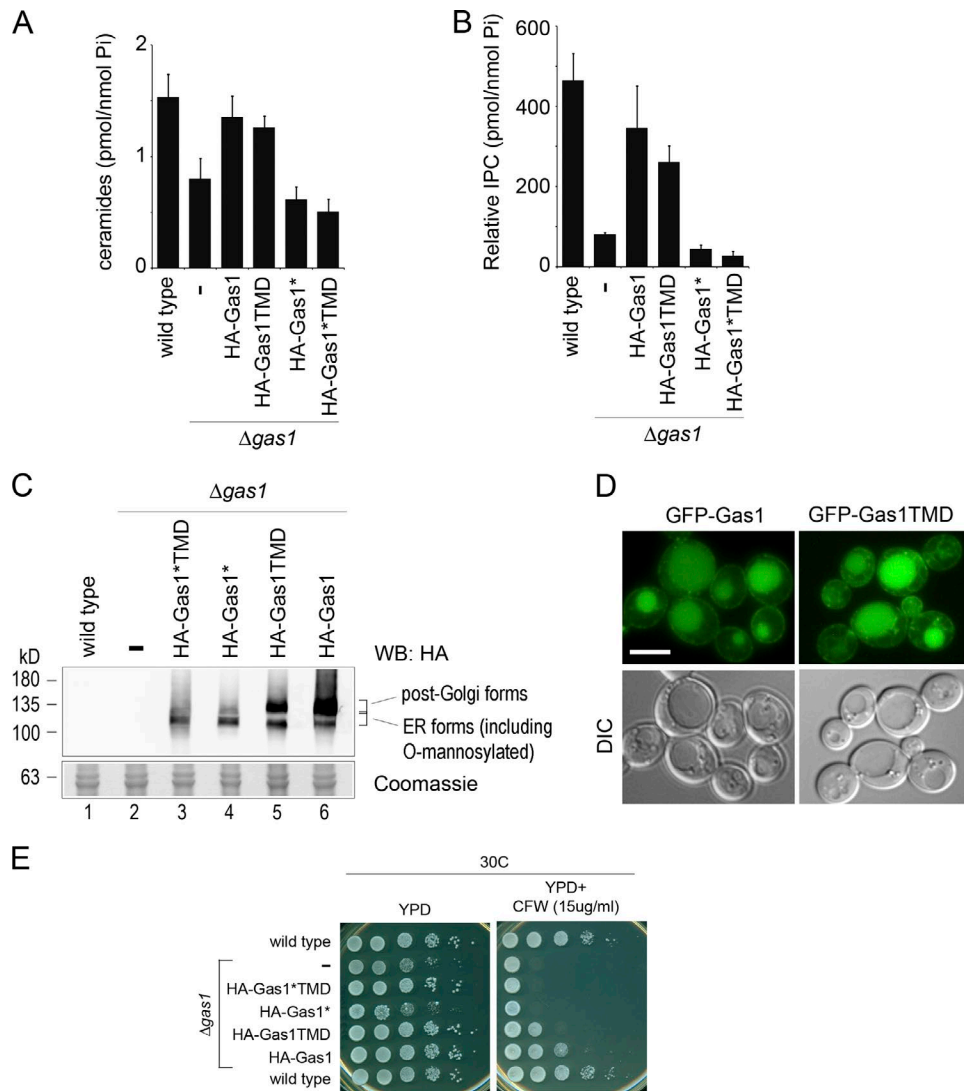 A
ceramides (pmol/nmol Pi)
2
1
0
wild type
-
HA-Gas1
HA-Gas1TMD
HA-Gas1*
HA-Gas1*TMD
Δgas1
B
Relative IPC (pmol/nmol Pi)
600
400
200
0
wild type
-
HA-Gas1
HA-Gas1TMD
HA-Gas1*
HA-Gas1*TMD
Δgas1
C
Δgas1
wild type
-
HA-Gas1*TMD
HA-Gas1*
HA-Gas1TMD
HA-Gas1
kD
180
135
100
63
WB: HA
post-Golgi forms
ER forms (including
O-mannosylated)
Coomassie
1 2 3 4 5 6
D
GFP-Gas1 GFP-Gas1TMD
DIC
E
30C
YPD
YPD+
CFW (15ug/ml)
wild type
Δgas1
-
HA-Gas1*TMD
HA-Gas1*
HA-Gas1TMD
HA-Gas1
wild type